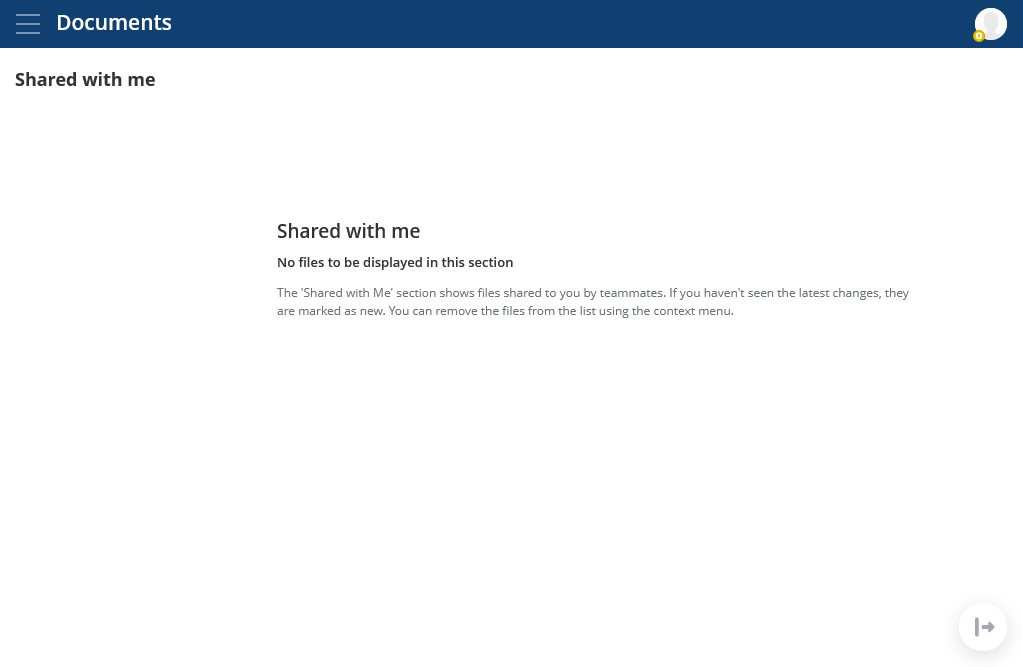 Documents
Shared with me
Shared with me
No files to be displayed in this section
The 'Shared with Me' section shows files shared to you by teammates. If you haven't seen the latest changes, they
are marked as new. You can remove the files from the list using the context menu.